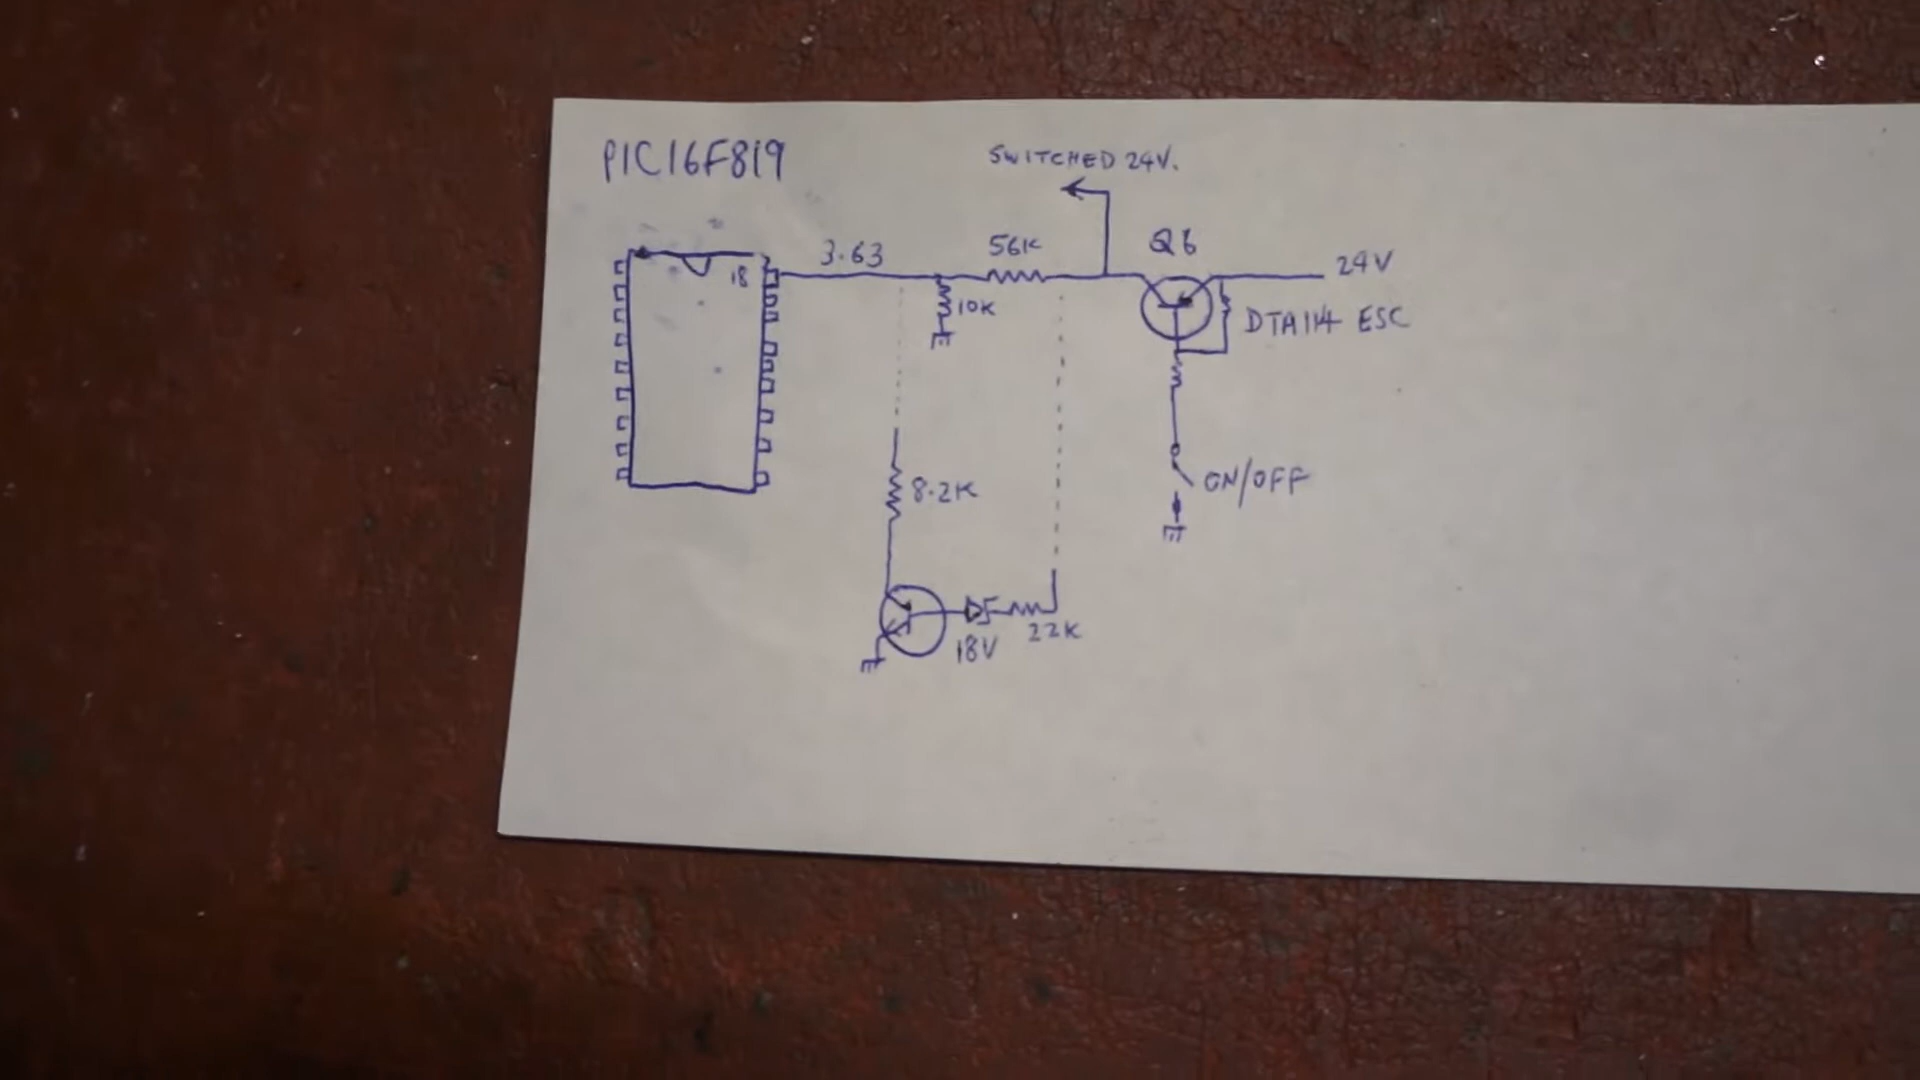 PIC16F819
SWITCHED 24V.
18
3.63
56K
Q6
24V
10K
DTA114 ESC
8.2K
ON/OFF
18V
22K